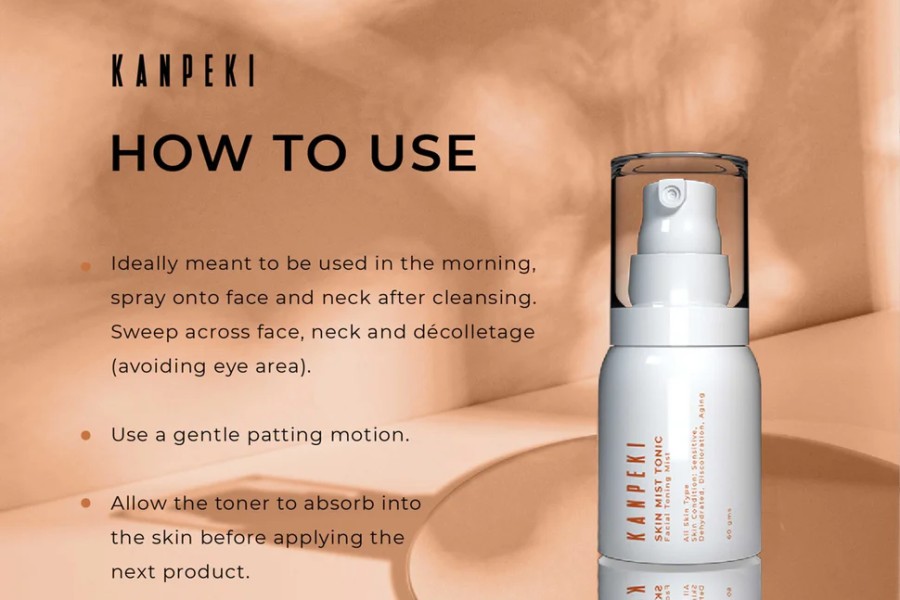 KANPEKI
HOW TO USE
Ideally meant to be used in the morning,
spray onto face and neck after cleansing.
Sweep across face, neck and décolletage
(avoiding eye area).
Use a gentle patting motion.
Allow the toner to absorb into
the skin before applying the
next product.
KANPEKI
SKIN MIST TONIC
Facial Toning Mist
All Skin Type
Skin Condition: Sensitive,
Dehydrated, Discoloration, Aging
60 gms